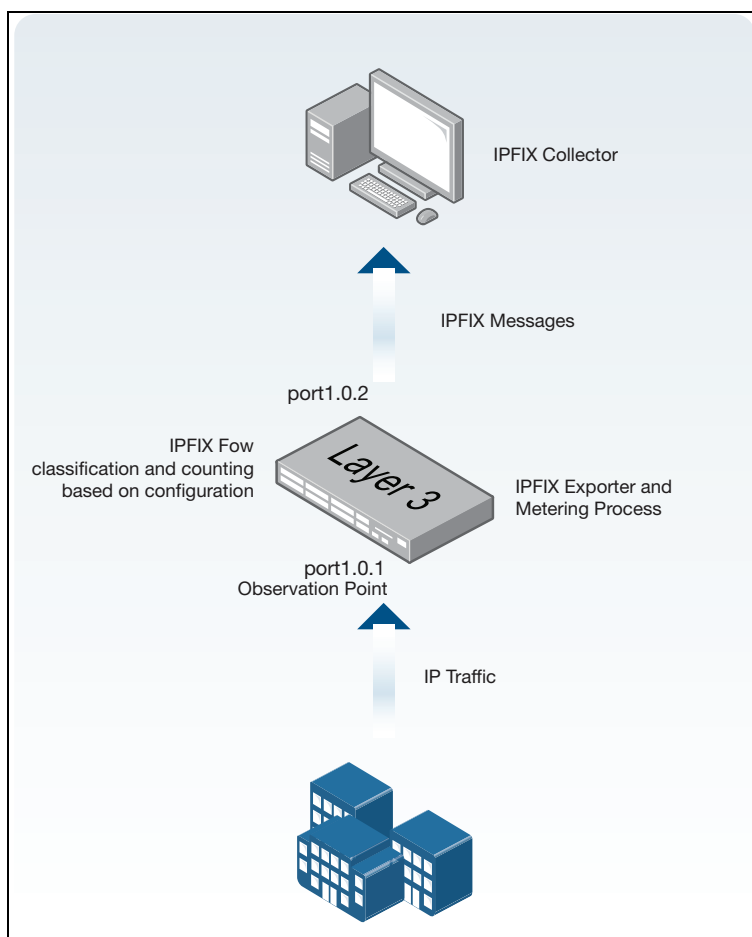 IPFIX Collector
IPFIX Messages
port1.0.2
IPFIX Fow
classification and counting
based on configuration
Layer 3
IPFIX Exporter and
Metering Process
port1.0.1
Observation Point
IP Traffic